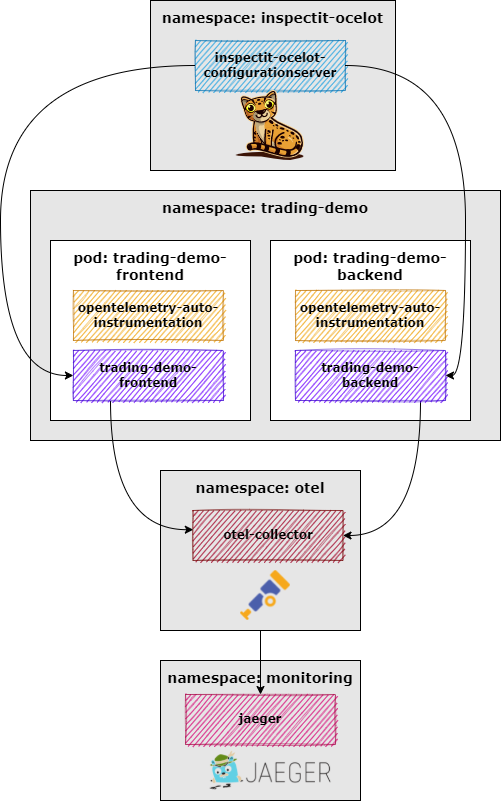 namespace: inspectit-ocelot
inspectit-ocelot-
configurationserver
namespace: trading-demo
pod: trading-demo-
frontend
opentelemetry-auto-
instrumentation
trading-demo-
frontend
pod: trading-demo-
backend
opentelemetry-auto-
instrumentation
trading-demo-
backend
namespace: otel
otel-collector
namespace: monitoring
jaeger
JAEGER